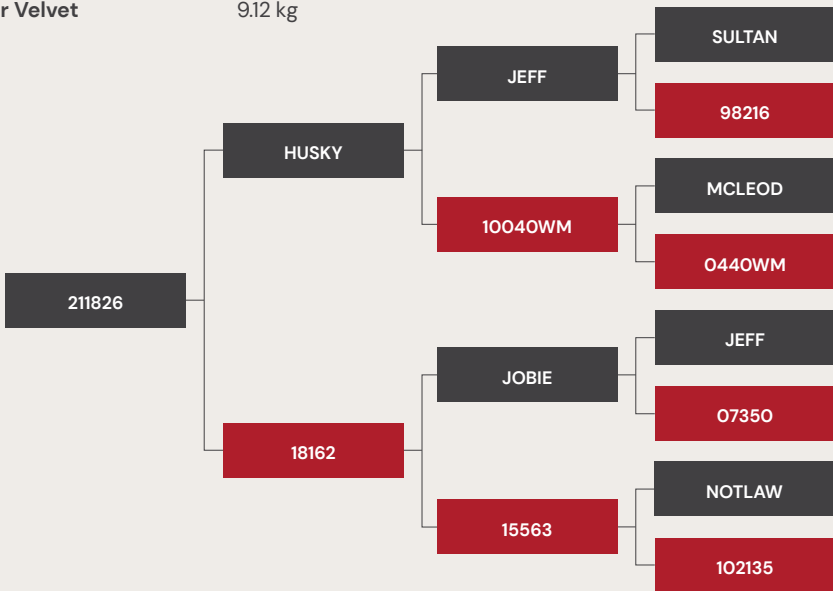 r Velvet 9.12 kg
SULTAN
JEFF
98216
HUSKY
MCLEOD
10040WM
0440WM
211826
JEFF
JOBIE
07350
18162
NOTLAW
15563
102135